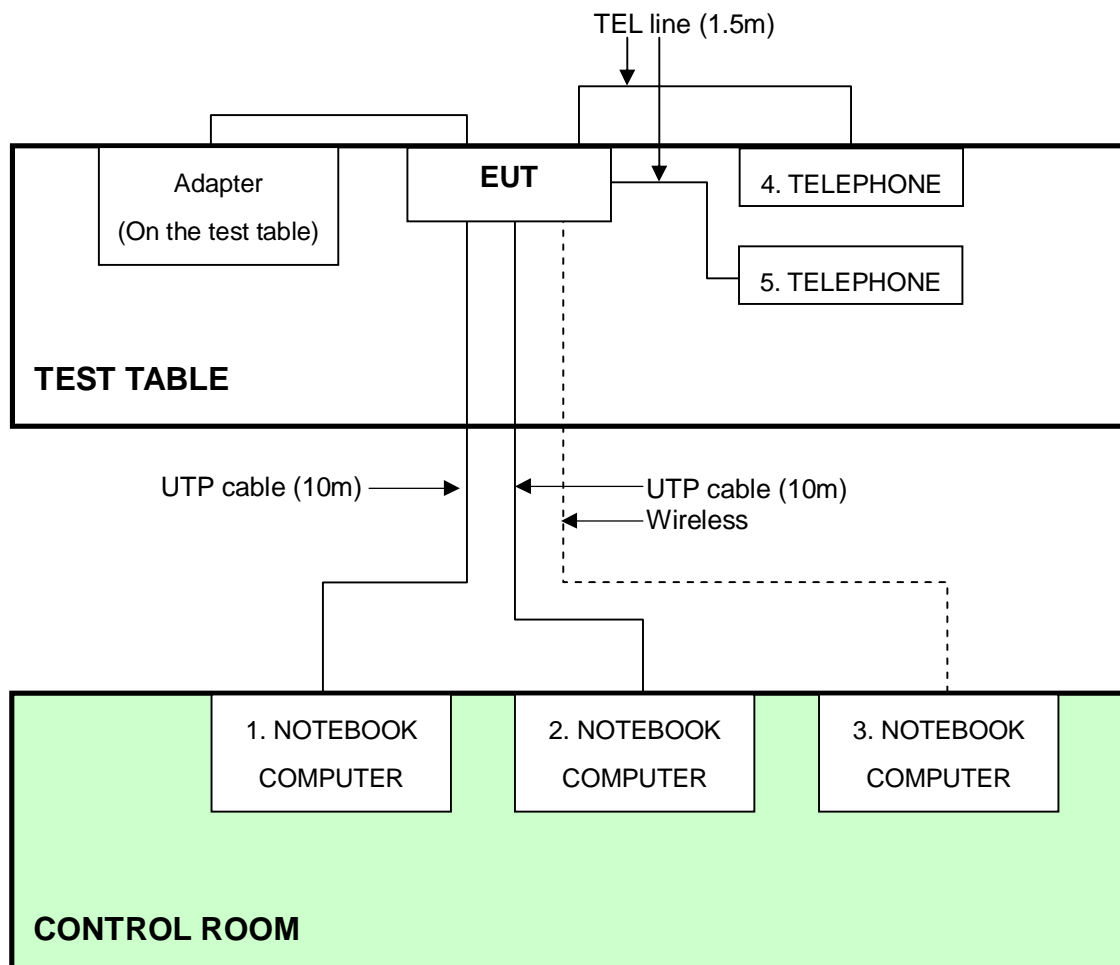 TEL line (1.5m)
Adapter
(On the test table)
EUT
4. TELEPHONE
5. TELEPHONE
TEST TABLE
UTP cable (10m)
UTP cable (10m)
Wireless
1. NOTEBOOK
COMPUTER
2. NOTEBOOK
COMPUTER
3. NOTEBOOK
COMPUTER
CONTROL ROOM